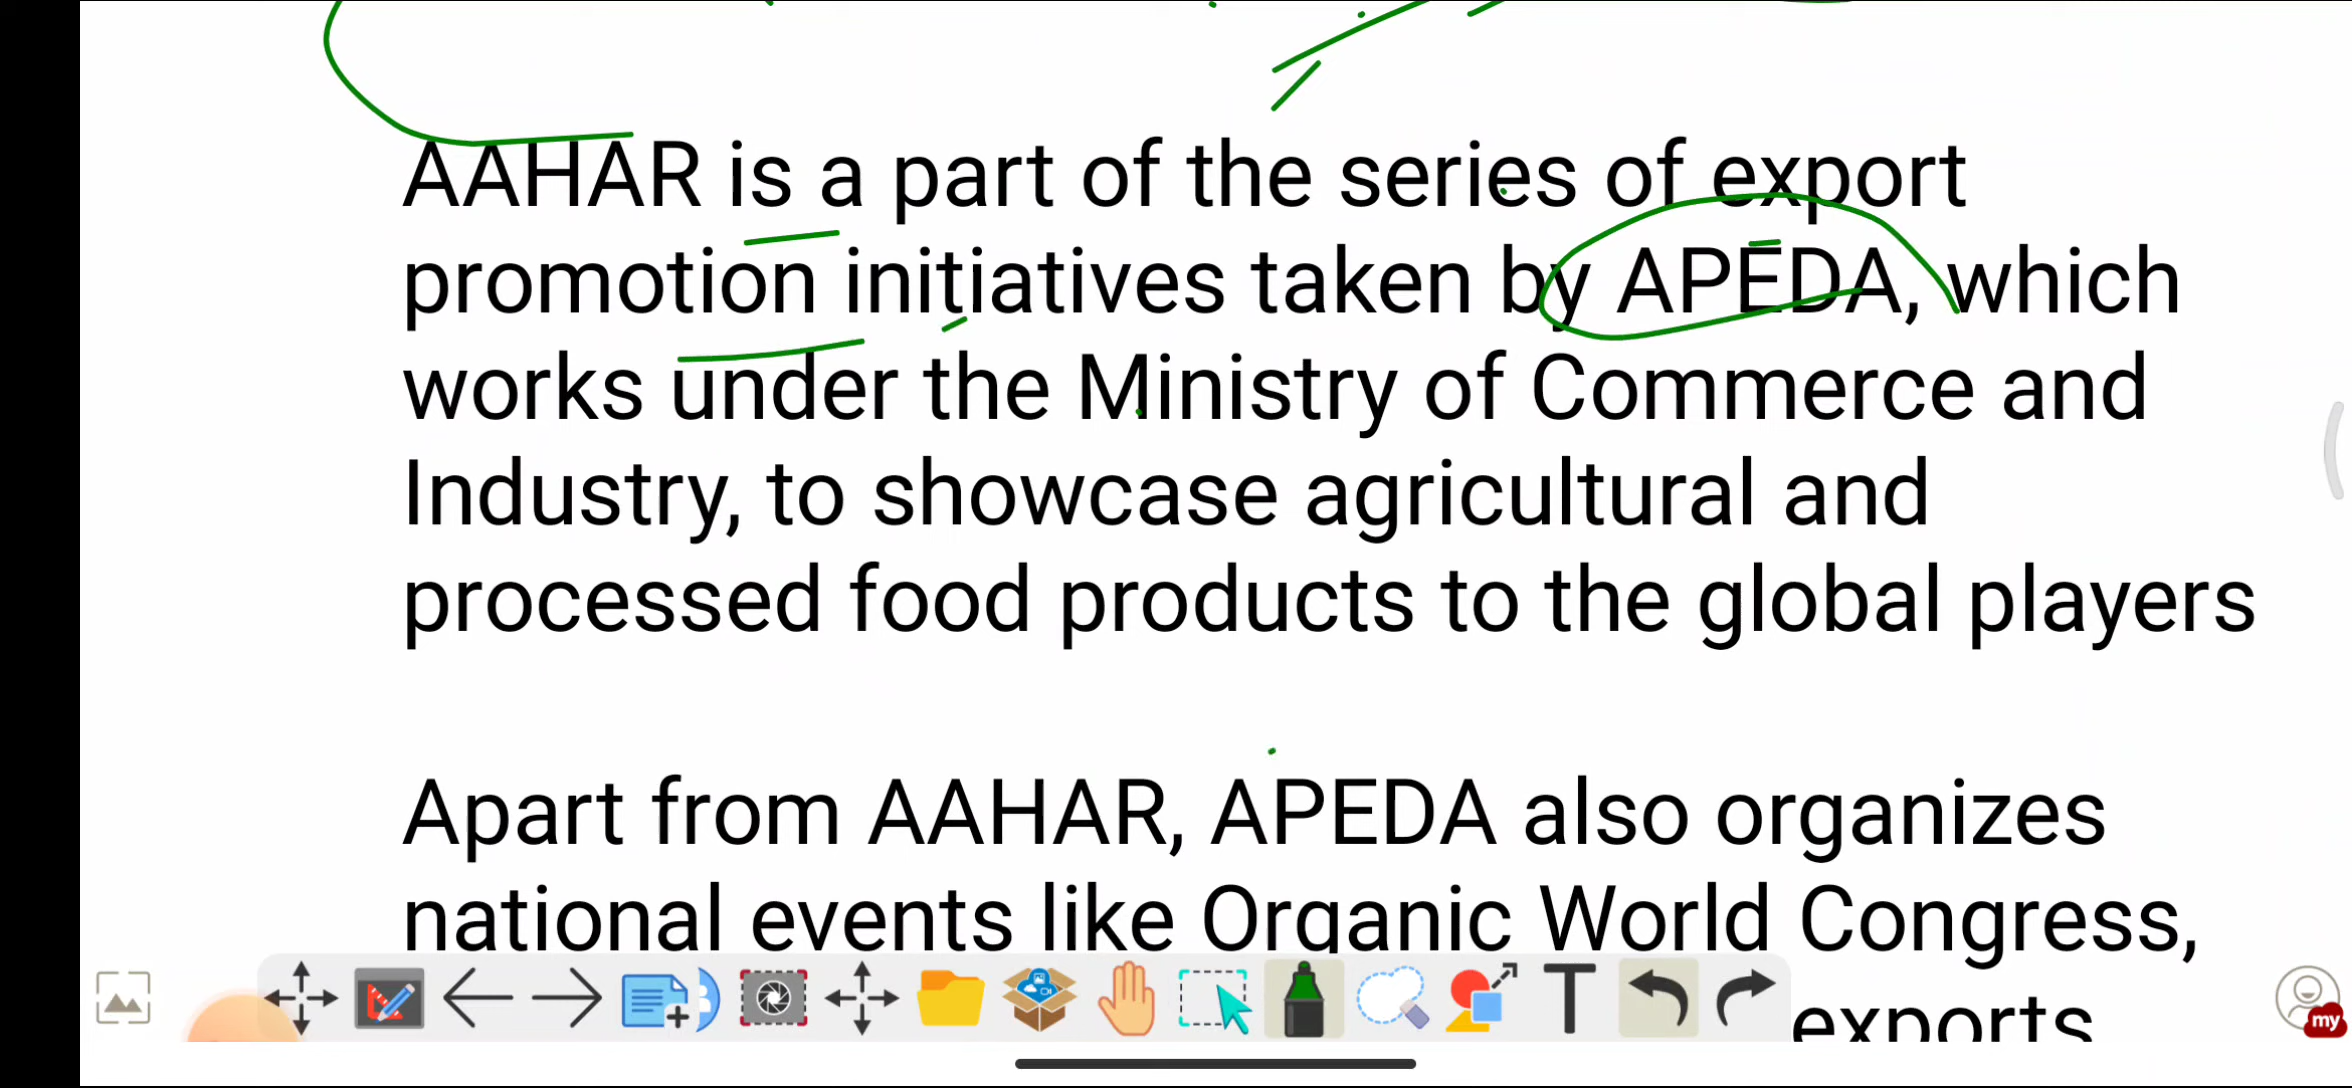 AAHAR is a part of the series of export
promotion initiatives taken by APEDA, which
works under the Ministry of Commerce and
Industry, to showcase agricultural and
processed food products to the global players
Apart from AAHAR, APEDA also organizes
national events like Organic World Congress,
exports
T
my